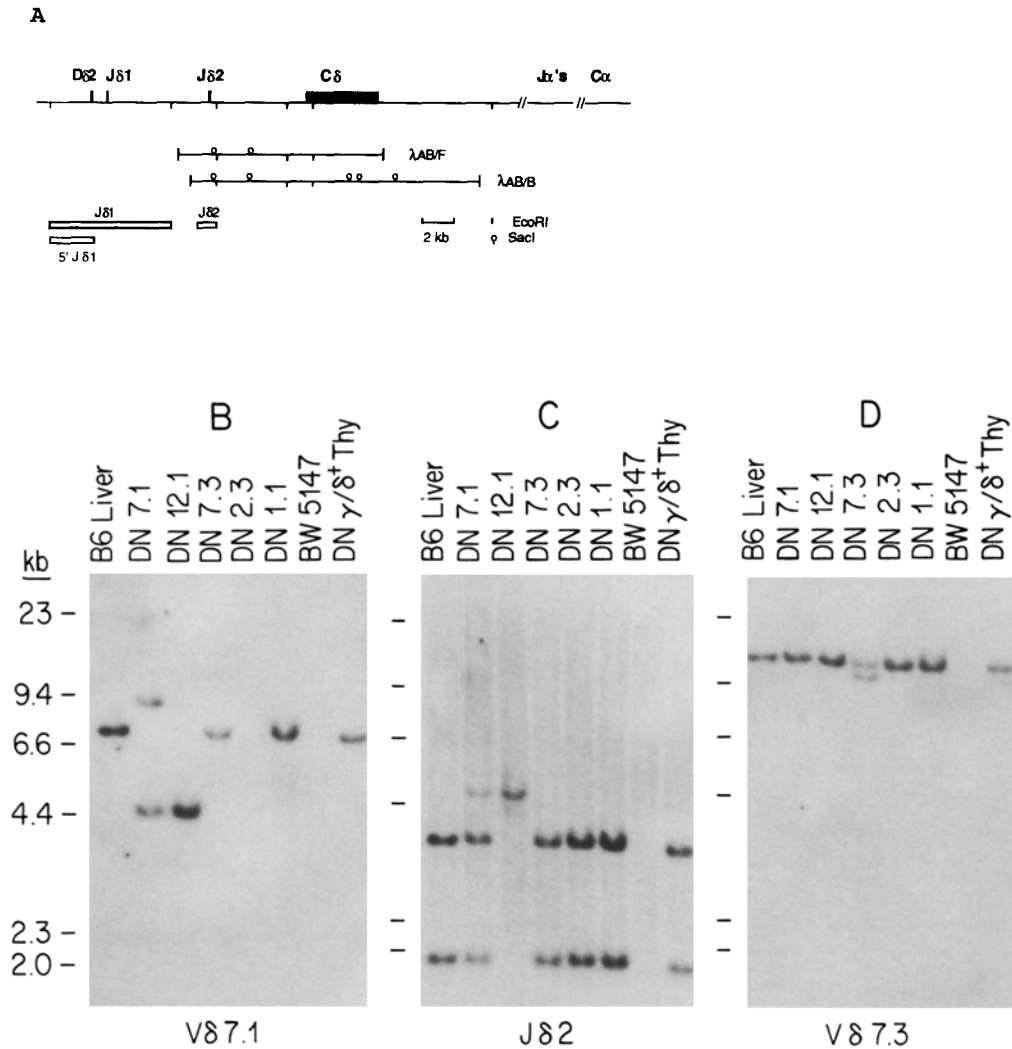 A
Dδ2 Jδ1 Jδ2 Cδ Jα's Cα
λAB/F
λAB/B
Jδ1 Jδ2 EcoRI
2 kb SacI
5' J δ1
B C D
B6 Liver
DN 7.1
DN 12.1
DN 7.3
DN 2.3
DN 1.1
BW 5147
DN γ/δ+Thy
B6 Liver
DN 7.1
DN 12.1
DN 7.3
DN 2.3
DN 1.1
BW 5147
DN γ/δ+Thy
B6 Liver
DN 7.1
DN 12.1
DN 7.3
DN 2.3
DN 1.1
BW 5147
DN γ/δ+Thy
kb
23 –
9.4 –
6.6 –
4.4 –
2.3 –
2.0 –
Vδ 7.1 Jδ2 Vδ 7.3